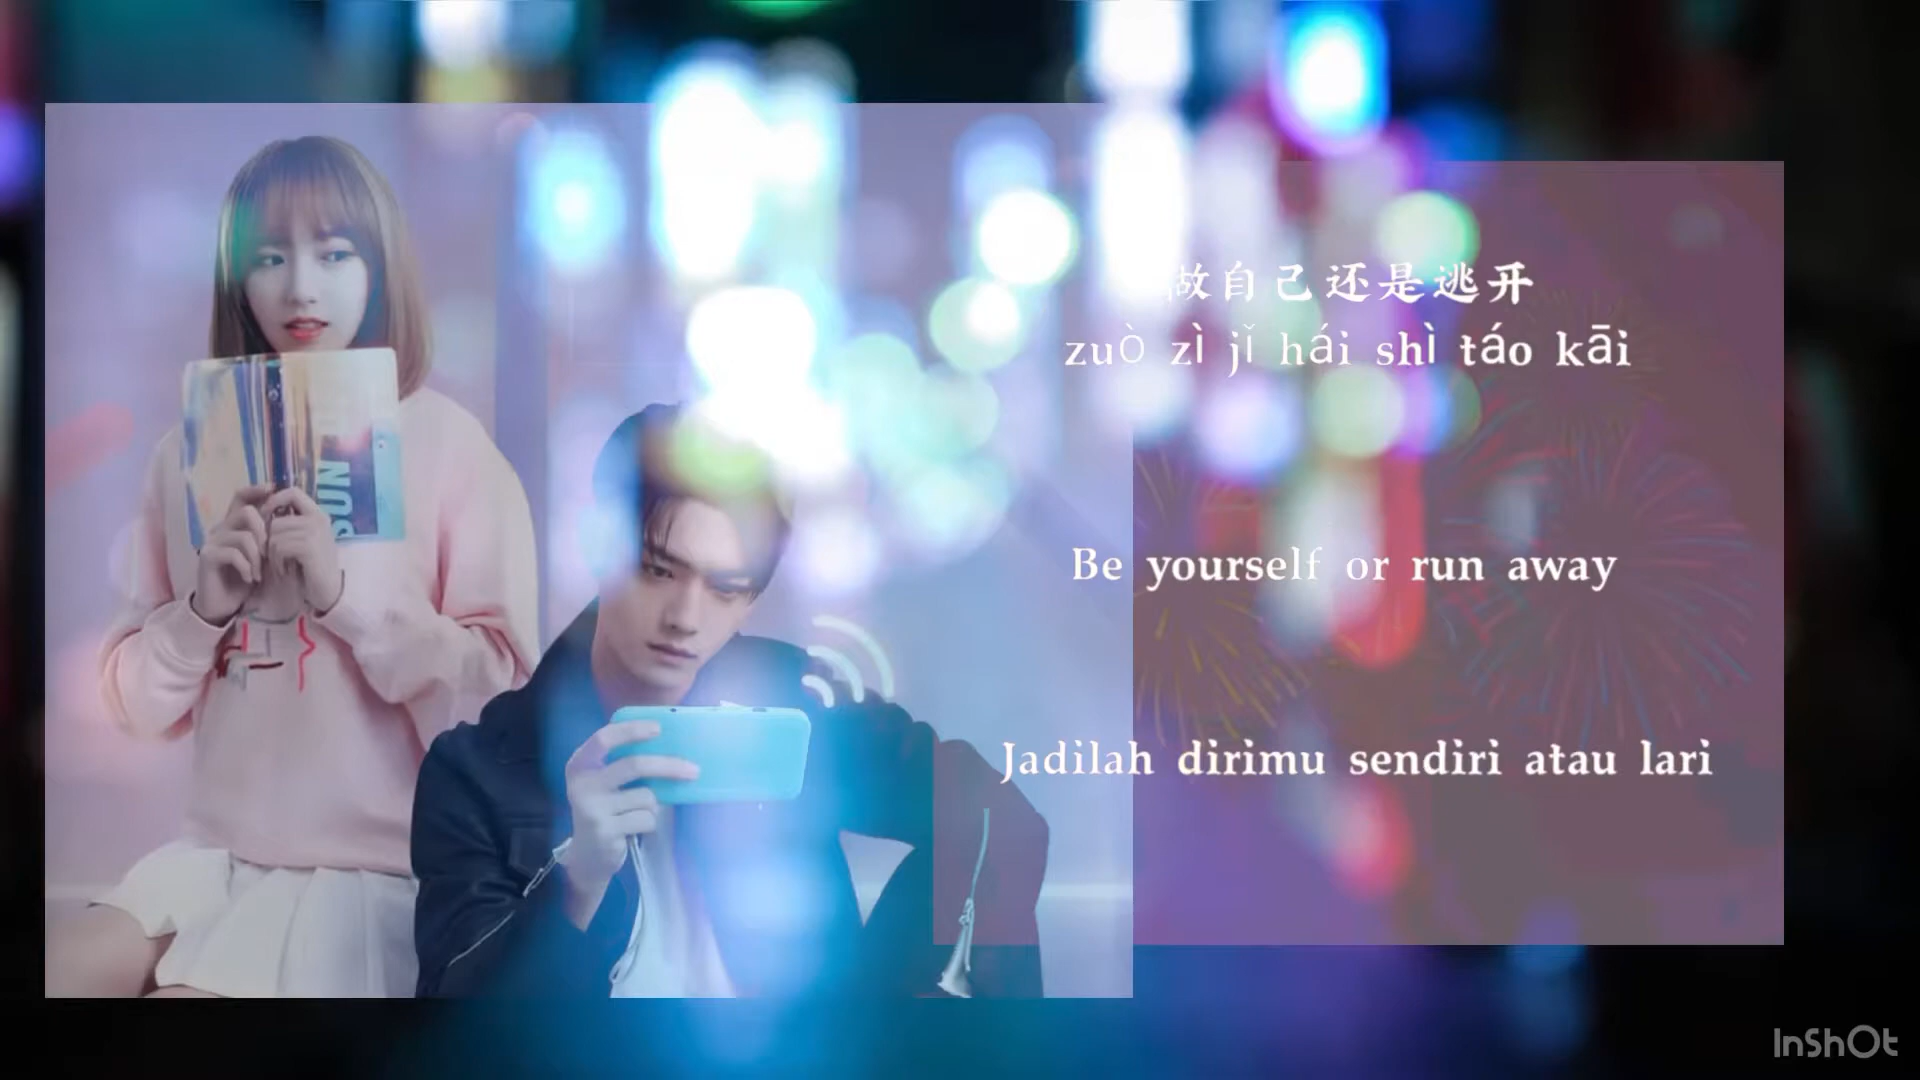 做自己还是逃开
zuò zì jǐ hái shì táo kāi
Be yourself or run away
Jadilah dirimu sendiri atau lari
SUN
InShOt